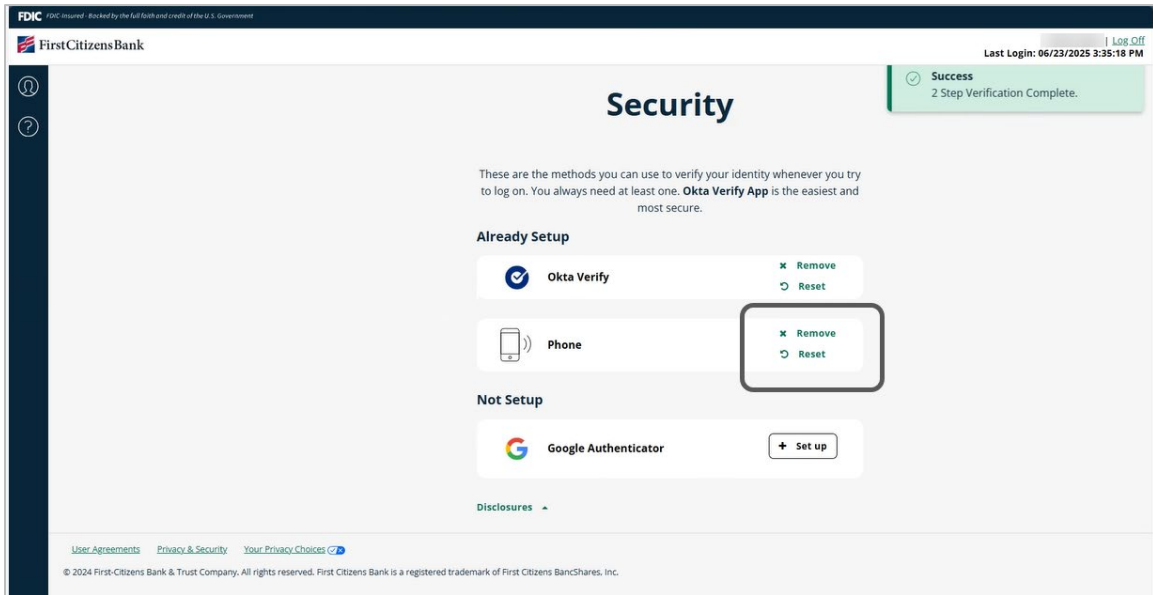 FDIC FDIC-Insured - Backed by the full faith and credit of the U.S. Government
First Citizens Bank
| Log Off
Last Login: 06/23/2025 3:35:18 PM
Success
2 Step Verification Complete.
Security
These are the methods you can use to verify your identity whenever you try
to log on. You always need at least one. Okta Verify App is the easiest and
most secure.
Already Setup
Okta Verify
Remove
Reset
Phone
Remove
Reset
Not Setup
Google Authenticator
+ Set up
Disclosures
User Agreements Privacy & Security Your Privacy Choices
© 2024 First-Citizens Bank & Trust Company. All rights reserved. First Citizens Bank is a registered trademark of First Citizens BancShares, Inc.